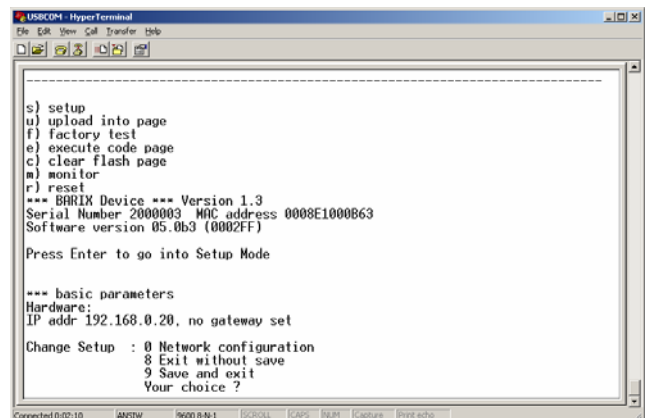 USBCOM - HyperTerminal
File Edit View Call Transfer Help
--------------------------------------------------------------------------------
s) setup
u) upload into page
f) factory test
e) execute code page
c) clear flash page
m) monitor
r) reset
*** BARIX Device *** Version 1.3
Serial Number 2000003 MAC address 0008E1000B63
Software version 05.0b3 (0002FF)
Press Enter to go into Setup Mode
*** basic parameters
Hardware:
IP addr 192.168.0.20, no gateway set
Change Setup : 0 Network configuration
8 Exit without save
9 Save and exit
Your choice ?
Connected 0:02:10 ANSIW 9600 8-N-1 SCROLL CAPS NUM Capture Print echo